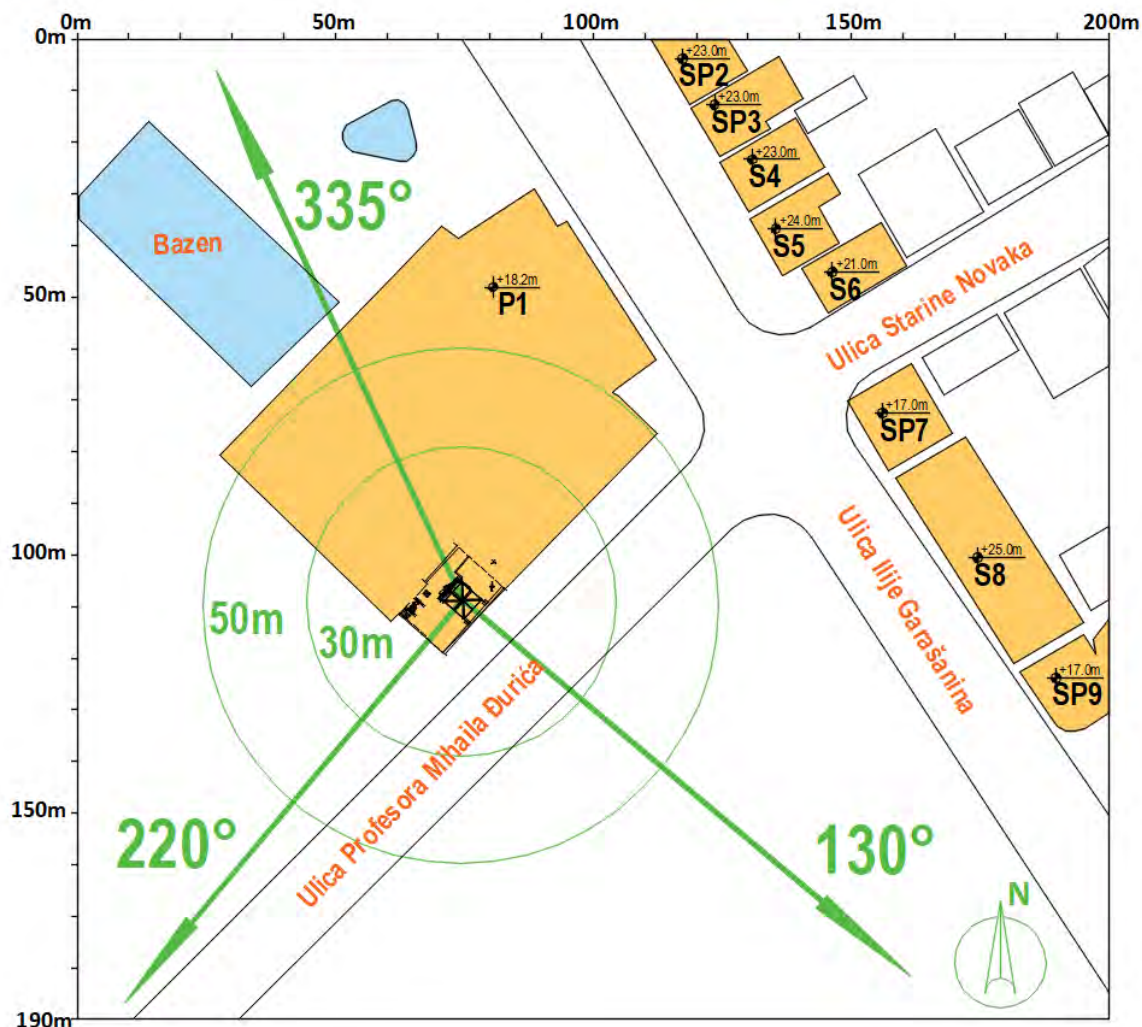 0m
50m
100m
150m
200m
0m
50m
100m
150m
190m
+23.0m
SP2
+23.0m
SP3
+23.0m
S4
+24.0m
S5
+21.0m
S6
335°
Bazen
+18.2m
P1
Ulica Starine Novaka
+17.0m
SP7
+25.0m
S8
Ulica Ilije Garašanina
+17.0m
SP9
50m
30m
Ulica Profesora Mihaila Đurića
220°
130°
N